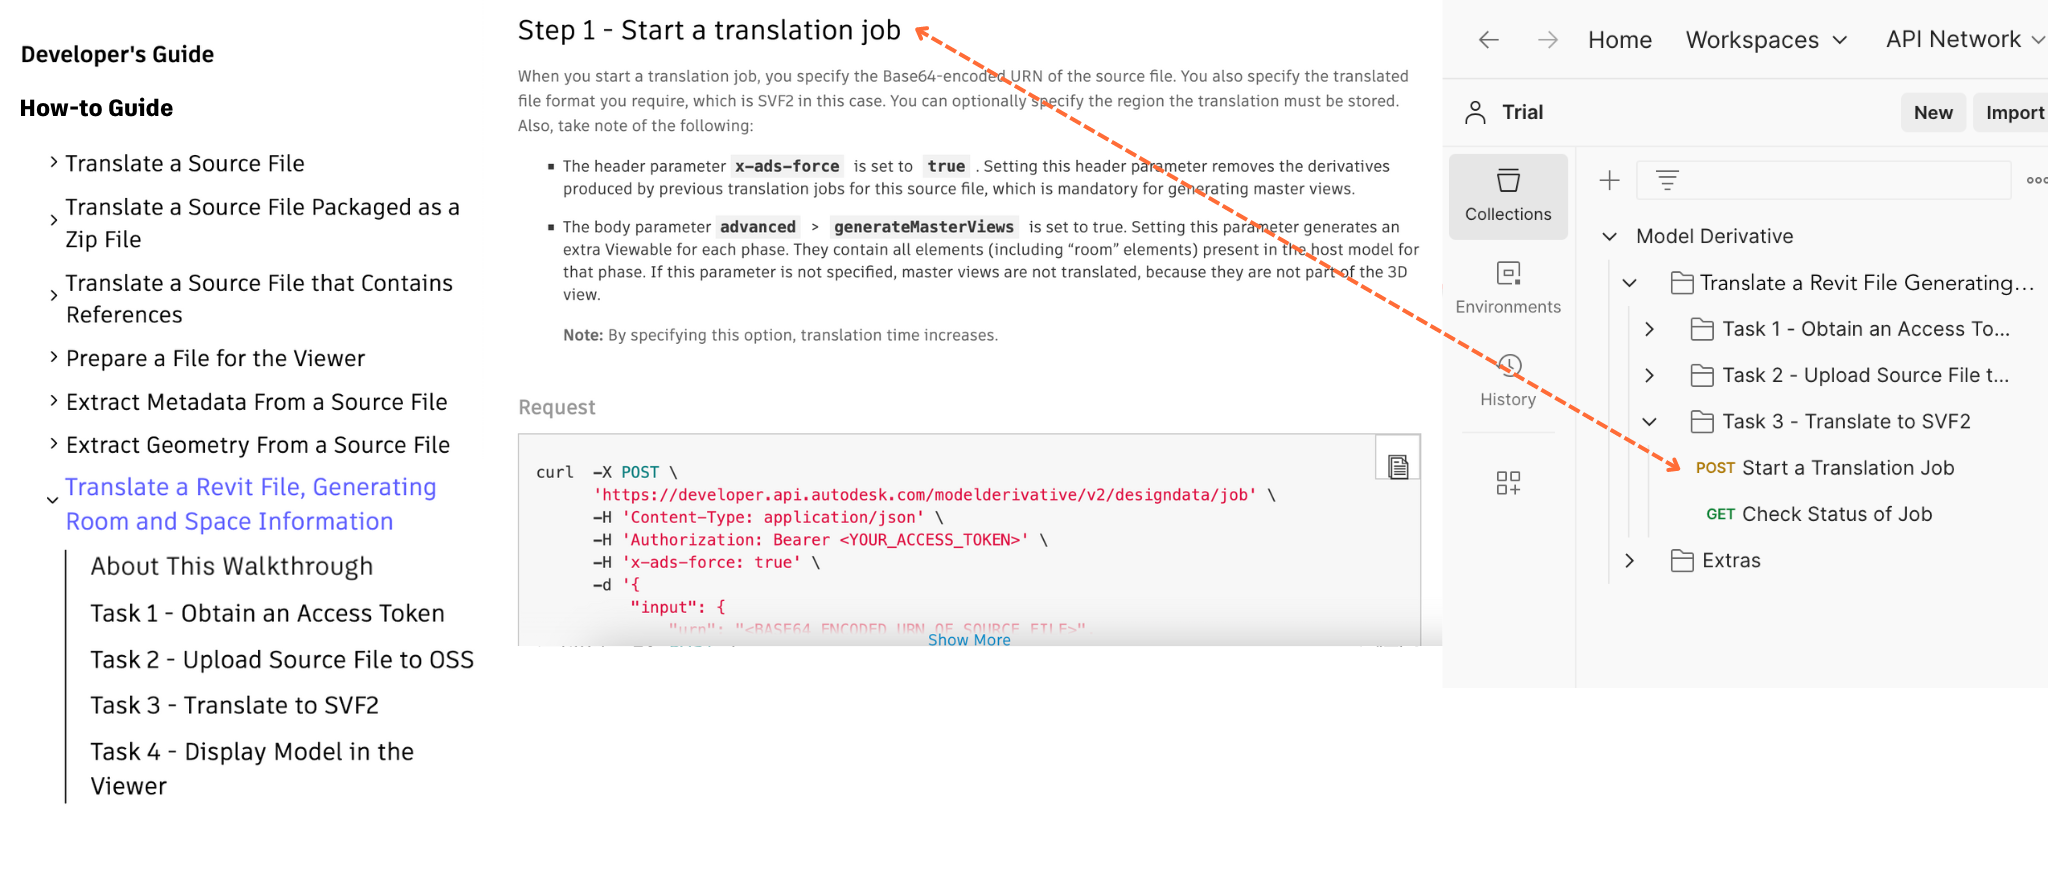 Developer's Guide
How-to Guide
Translate a Source File
Translate a Source File Packaged as a
Zip File
Translate a Source File that Contains
References
Prepare a File for the Viewer
Extract Metadata From a Source File
Extract Geometry From a Source File
Translate a Revit File, Generating
Room and Space Information
About This Walkthrough
Task 1 - Obtain an Access Token
Task 2 - Upload Source File to OSS
Task 3 - Translate to SVF2
Task 4 - Display Model in the
Viewer
Step 1 - Start a translation job
When you start a translation job, you specify the Base64-encoded URN of the source file. You also specify the translated
file format you require, which is SVF2 in this case. You can optionally specify the region the translation must be stored.
Also, take note of the following:
▪ The header parameter x-ads-force is set to true . Setting this header parameter removes the derivatives
produced by previous translation jobs for this source file, which is mandatory for generating master views.
▪ The body parameter advanced > generateMasterViews is set to true. Setting this parameter generates an
extra Viewable for each phase. They contain all elements (including “room” elements) present in the host model for
that phase. If this parameter is not specified, master views are not translated, because they are not part of the 3D
view.
Note: By specifying this option, translation time increases.
Request
curl -X POST \
'https://developer.api.autodesk.com/modelderivative/v2/designdata/job' \
-H 'Content-Type: application/json' \
-H 'Authorization: Bearer <YOUR_ACCESS_TOKEN>' \
-H 'x-ads-force: true' \
-d '{
"input": {
"urn": "<BASE64_ENCODED_URN_OF_SOURCE_FILE>",
Show More
Home Workspaces API Network
Trial New Import
Collections
Environments
History
Model Derivative
Translate a Revit File Generating...
Task 1 - Obtain an Access To...
Task 2 - Upload Source File t...
Task 3 - Translate to SVF2
POST Start a Translation Job
GET Check Status of Job
Extras